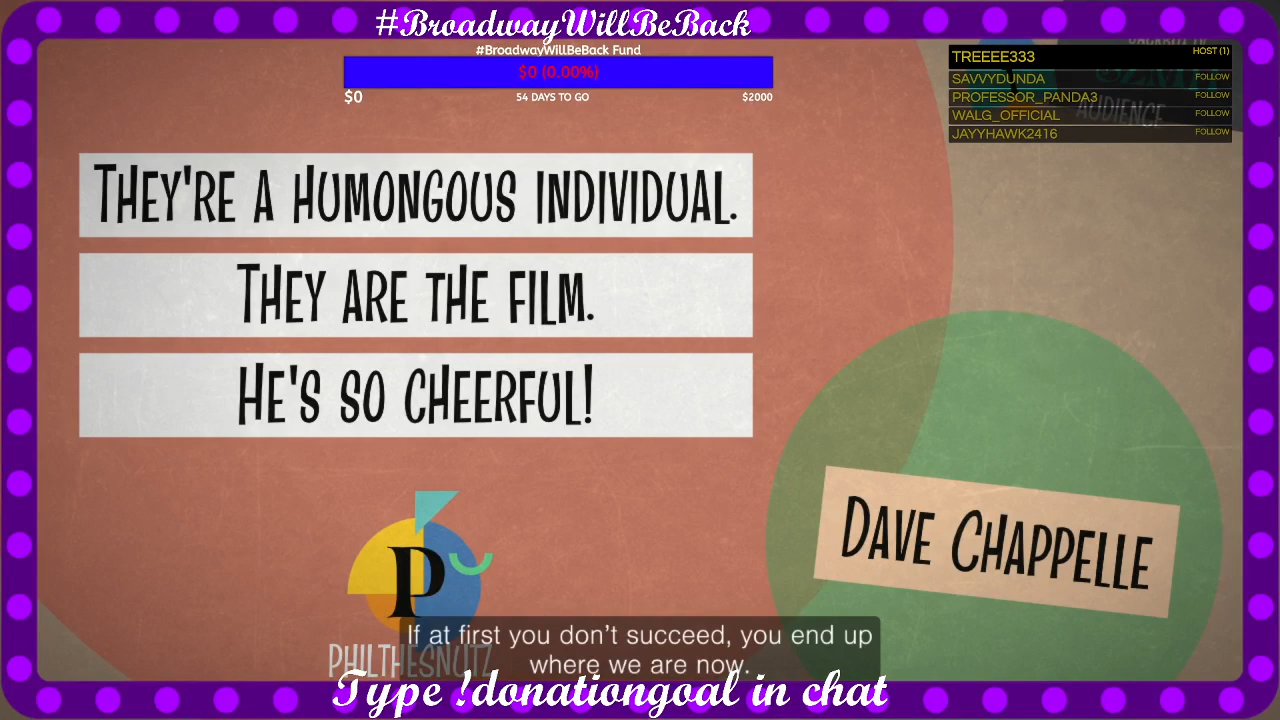 #BroadwayWillBeBack
#BroadwayWillBeBack Fund
$0 (0.00%)
$0 54 DAYS TO GO $2000
TREEEE333 HOST (1)
SAVVYDUNDA FOLLOW
PROFESSOR_PANDA3 FOLLOW
WALG_OFFICIAL FOLLOW
JAYYHAWK2416 FOLLOW
AUDIENCE
THEY'RE A HUMONGOUS INDIVIDUAL.
THEY ARE THE FILM.
HE'S SO CHEERFUL!
DAVE CHAPPELLE
P
PHILTHESNUTZ
If at first you don't succeed, you end up
where we are now.
Type !donationgoal in chat